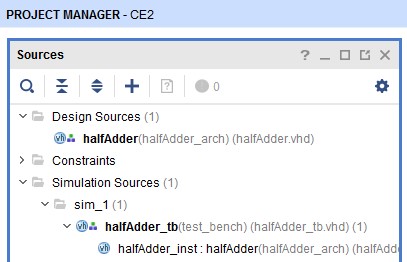 PROJECT MANAGER - CE2
Sources
0
Design Sources (1)
halfAdder(halfAdder_arch) (halfAdder.vhd)
Constraints
Simulation Sources (1)
sim_1 (1)
halfAdder_tb(test_bench) (halfAdder_tb.vhd) (1)
halfAdder_inst : halfAdder(halfAdder_arch) (halfAdd